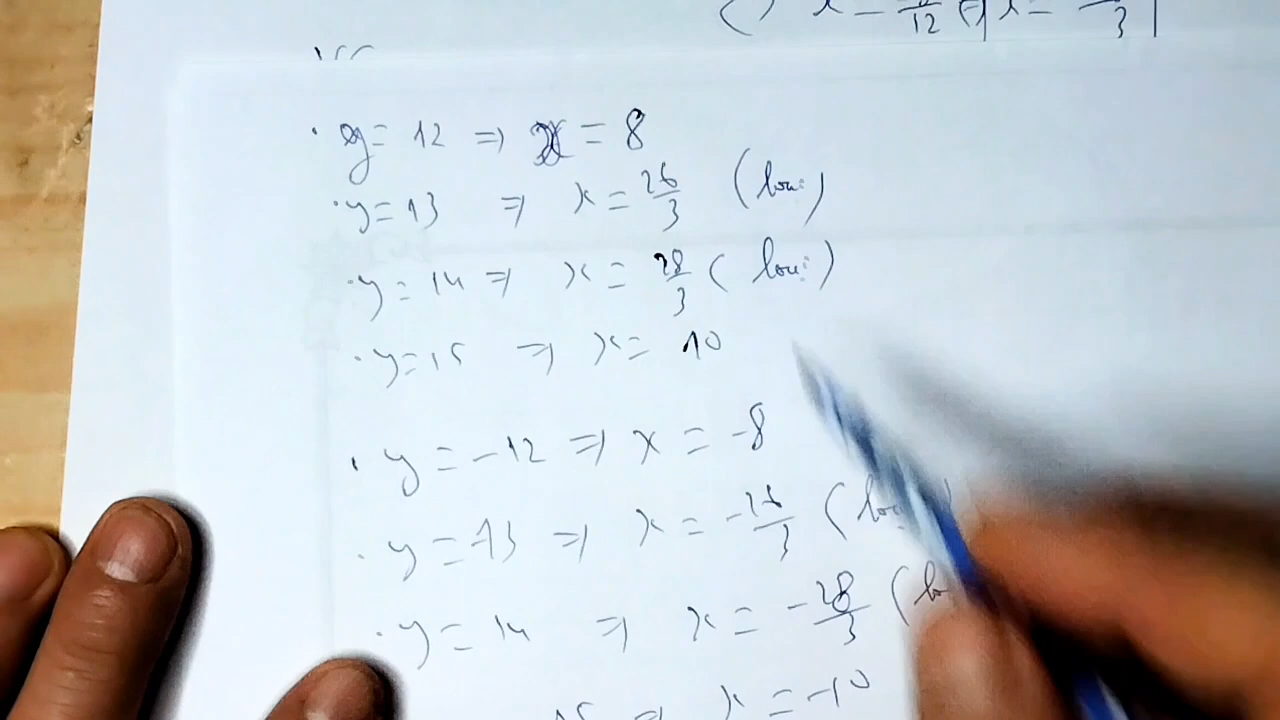 · y = 12 => x = 8
· y = 13 => x = 26/3 (loại)
· y = 14 => x = 28/3 (loại)
· y = 15 => x = 10
· y = -12 => x = -8
· y = -13 => x = -26/3
· y = 14 => x = -28/3
15 => x = -10